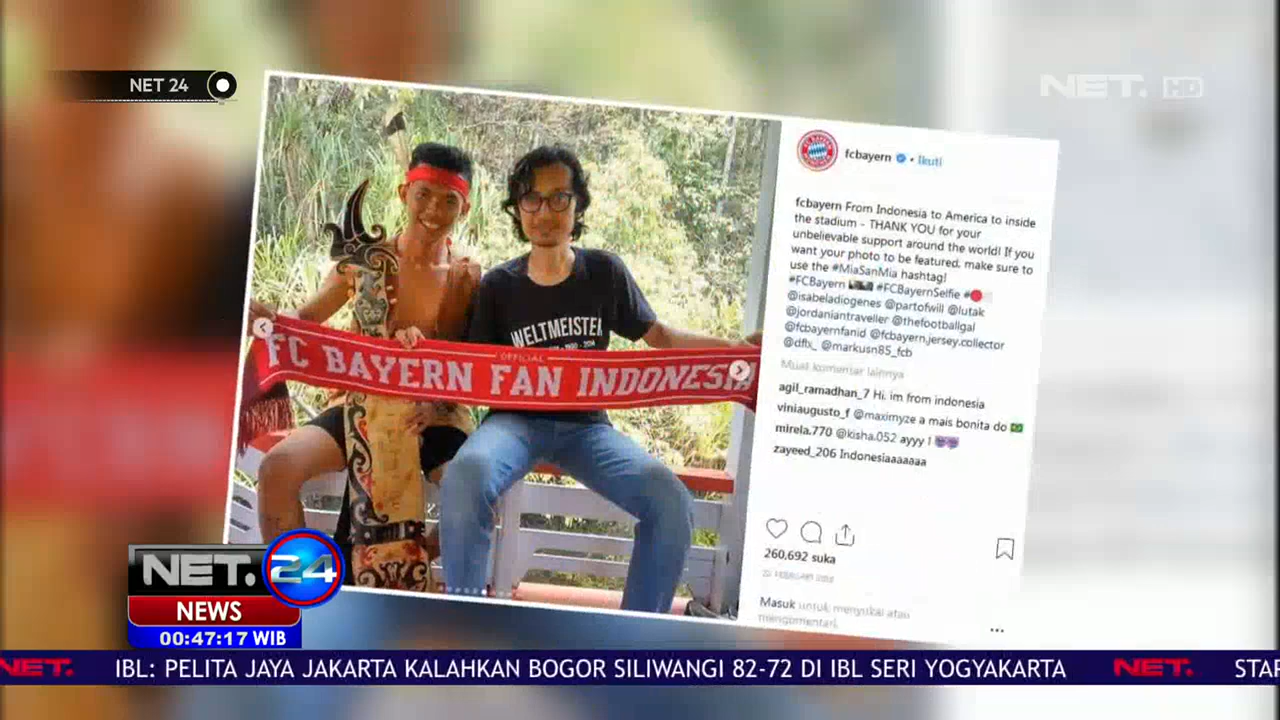 NET 24
NET. HD
fcbayern • Ikuti
fcbayern From Indonesia to America to inside
the stadium - THANK YOU for your
unbelievable support around the world! If you
want your photo to be featured, make sure to
use the #MiaSanMia hashtag!
#FCBayern #FCBayernSelfie #
@isabeladiogenes @partofwill @lutak
@jordaniantraveller @thefootballgal
@fcbayernfanid @fcbayern.jersey.collector
@dftx_ @markusn85_fcb
Muat komentar lainnya
agil_ramadhan_7 Hi, im from indonesia
viniaugusto_f @maximyze a mais bonita do
mirela.770 @kisha.052 ayyy !
zayeed_206 Indonesiaaaaaaa
260,692 suka
Masuk untuk menyukai atau
mengomentari.
WELTMEISTER
2014
OFFICIAL
FC BAYERN FAN INDONESIA
NET. 24
NEWS
00:47:17 WIB
NET. IBL: PELITA JAYA JAKARTA KALAHKAN BOGOR SILIWANGI 82-72 DI IBL SERI YOGYAKARTA NET. STAR